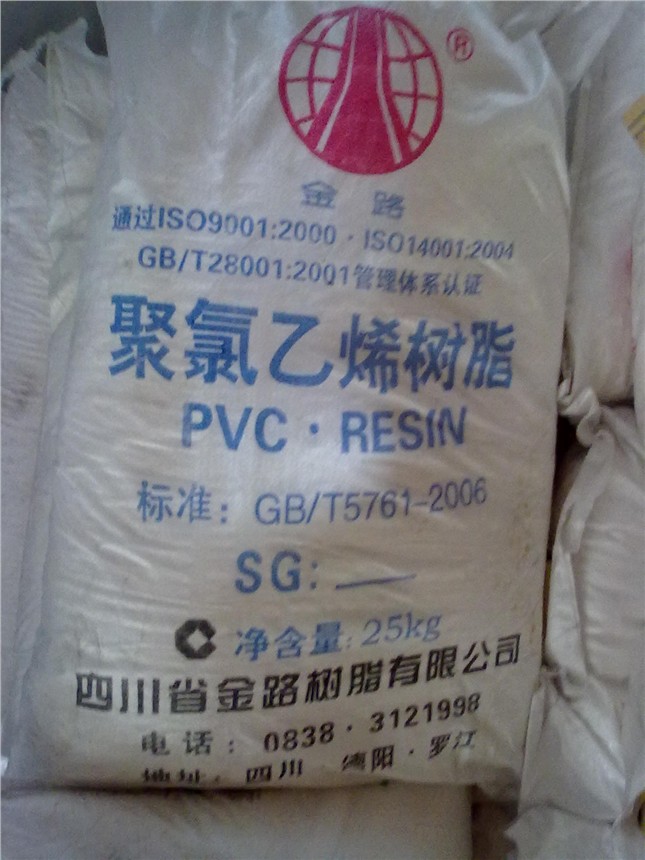 R
金路
通过ISO9001:2000·ISO14001:2004
GB/T28001:2001管理体系认证
聚氯乙烯树脂
PVC·RESIN
标准：GB/T5761-2006
SG:
净含量：25kg
四川省金路树脂有限公司
电话：0838·3121998
地址：四川 德阳·罗江